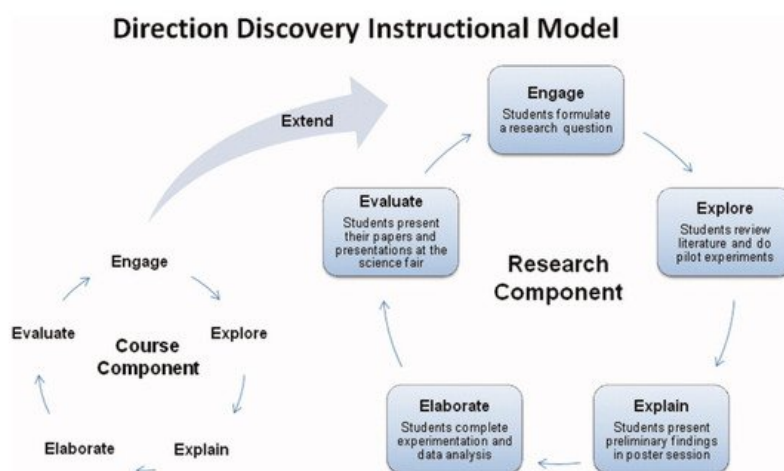 Direction Discovery Instructional Model
Extend
Engage
Students formulate
a research question
Explore
Students review
literature and do
pilot experiments
Explain
Students present
preliminary findings
in poster session
Elaborate
Students complete
experimentation and
data analysis
Evaluate
Students present
their papers and
presentations at the
science fair
Research
Component
Engage
Explore
Explain
Elaborate
Evaluate
Course
Component